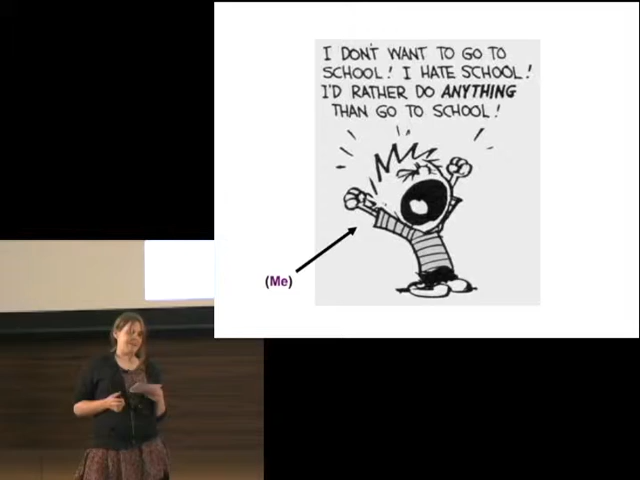 I DON'T WANT TO GO TO
SCHOOL! I HATE SCHOOL!
I'D RATHER DO ANYTHING
THAN GO TO SCHOOL!
(Me)